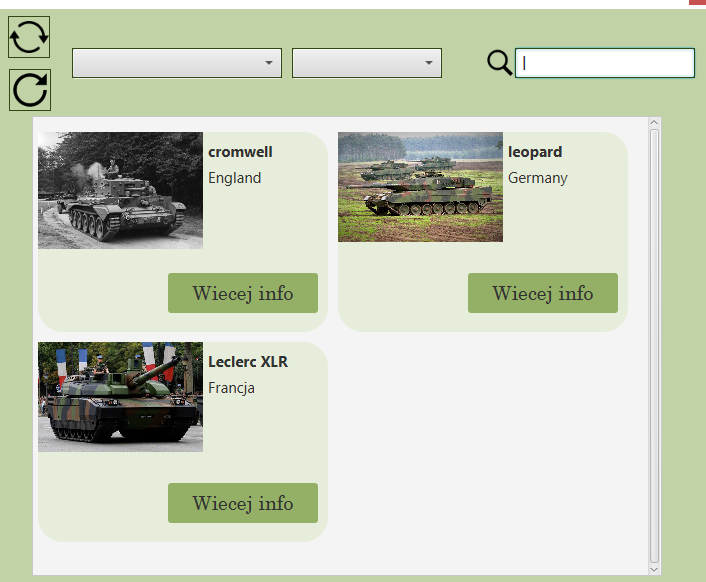 cromwell
England
Wiecej info
leopard
Germany
Wiecej info
Leclerc XLR
Francja
Wiecej info